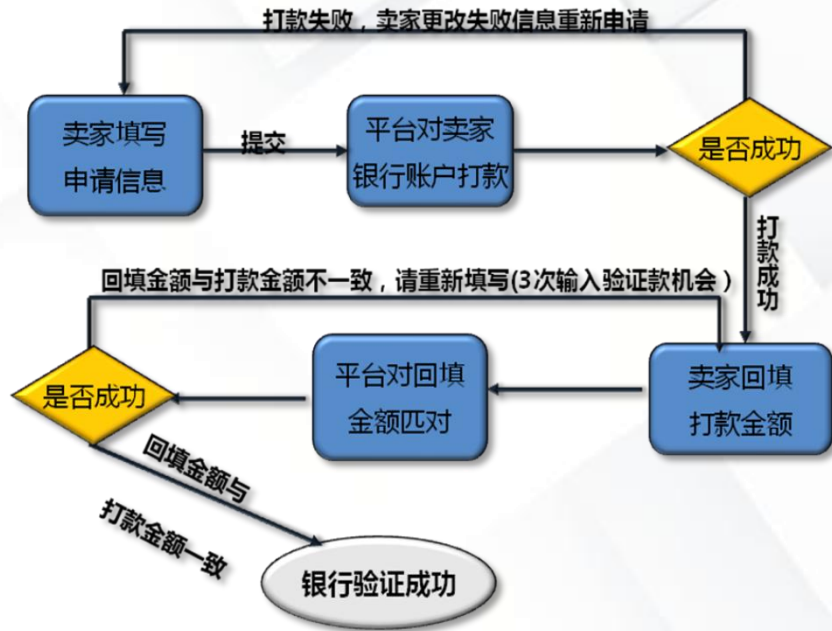 打款失败，卖家更改失败信息重新申请
卖家填写
申请信息
提交
平台对卖家
银行账户打款
是否成功
打款成功
回填金额与打款金额不一致，请重新填写(3次输入验证款机会）
是否成功
平台对回填
金额匹对
卖家回填
打款金额
回填金额与
打款金额一致
银行验证成功